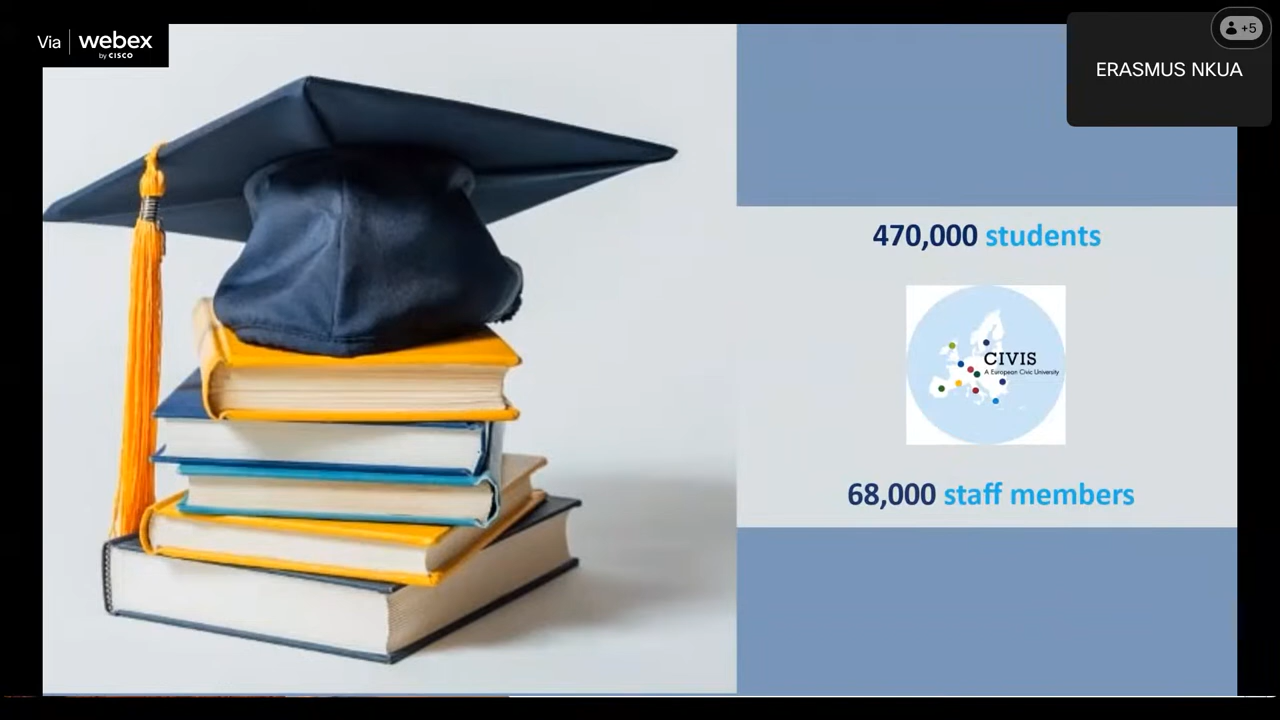 Via webex
by CISCO
+5
ERASMUS NKUA
470,000 students
CIVIS
A European Civic University
68,000 staff members